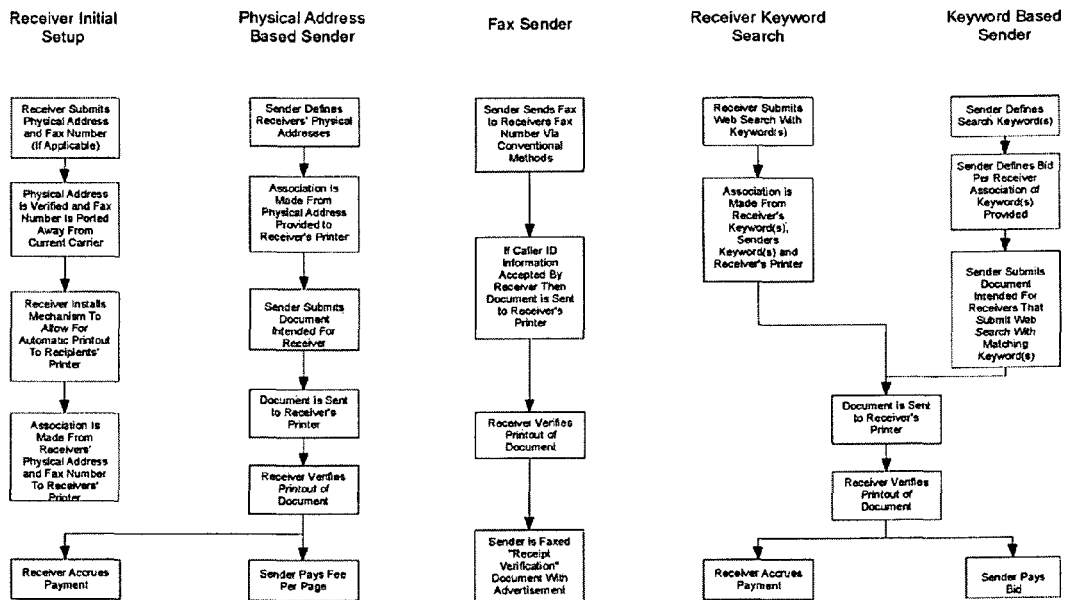 Receiver Initial
Setup
Physical Address
Based Sender
Fax Sender
Receiver Keyword
Search
Keyword Based
Sender
Receiver Submits
Physical Address
and Fax Number
(If Applicable)
Physical Address
Is Verified and Fax
Number Is Ported
Away From
Current Carrier
Receiver Installs
Mechanism To
Allow For
Automatic Printout
To Recipients'
Printer
Association Is
Made From
Receivers'
Physical Address
and Fax Number
To Receivers'
Printer
Receiver Accrues
Payment
Sender Defines
Receivers' Physical
Addresses
Association Is
Made From
Physical Address
Provided to
Receiver's Printer
Sender Submits
Document
Intended For
Receiver
Document is Sent
to Receiver's
Printer
Receiver Verifies
Printout of
Document
Sender Pays Fee
Per Page
Sender Sends Fax
to Receivers Fax
Number Via
Conventional
Methods
If Caller ID
Information
Accepted By
Receiver Then
Document is Sent
to Receiver's
Printer
Receiver Verifies
Printout of
Document
Sender is Faxed
"Receipt
Verification"
Document With
Advertisement
Receiver Submits
Web Search With
Keyword(s)
Association is
Made From
Receiver's
Keyword(s),
Senders
Keyword(s) and
Receiver's Printer
Sender Defines
Search Keyword(s)
Sender Defines Bid
Per Receiver
Association of
Keyword(s)
Provided
Sender Submits
Document
Intended For
Receivers That
Submit Web
Search With
Matching
Keyword(s)
Document is Sent
to Receiver's
Printer
Receiver Verifies
Printout of
Document
Receiver Accrues
Payment
Sender Pays
Bid